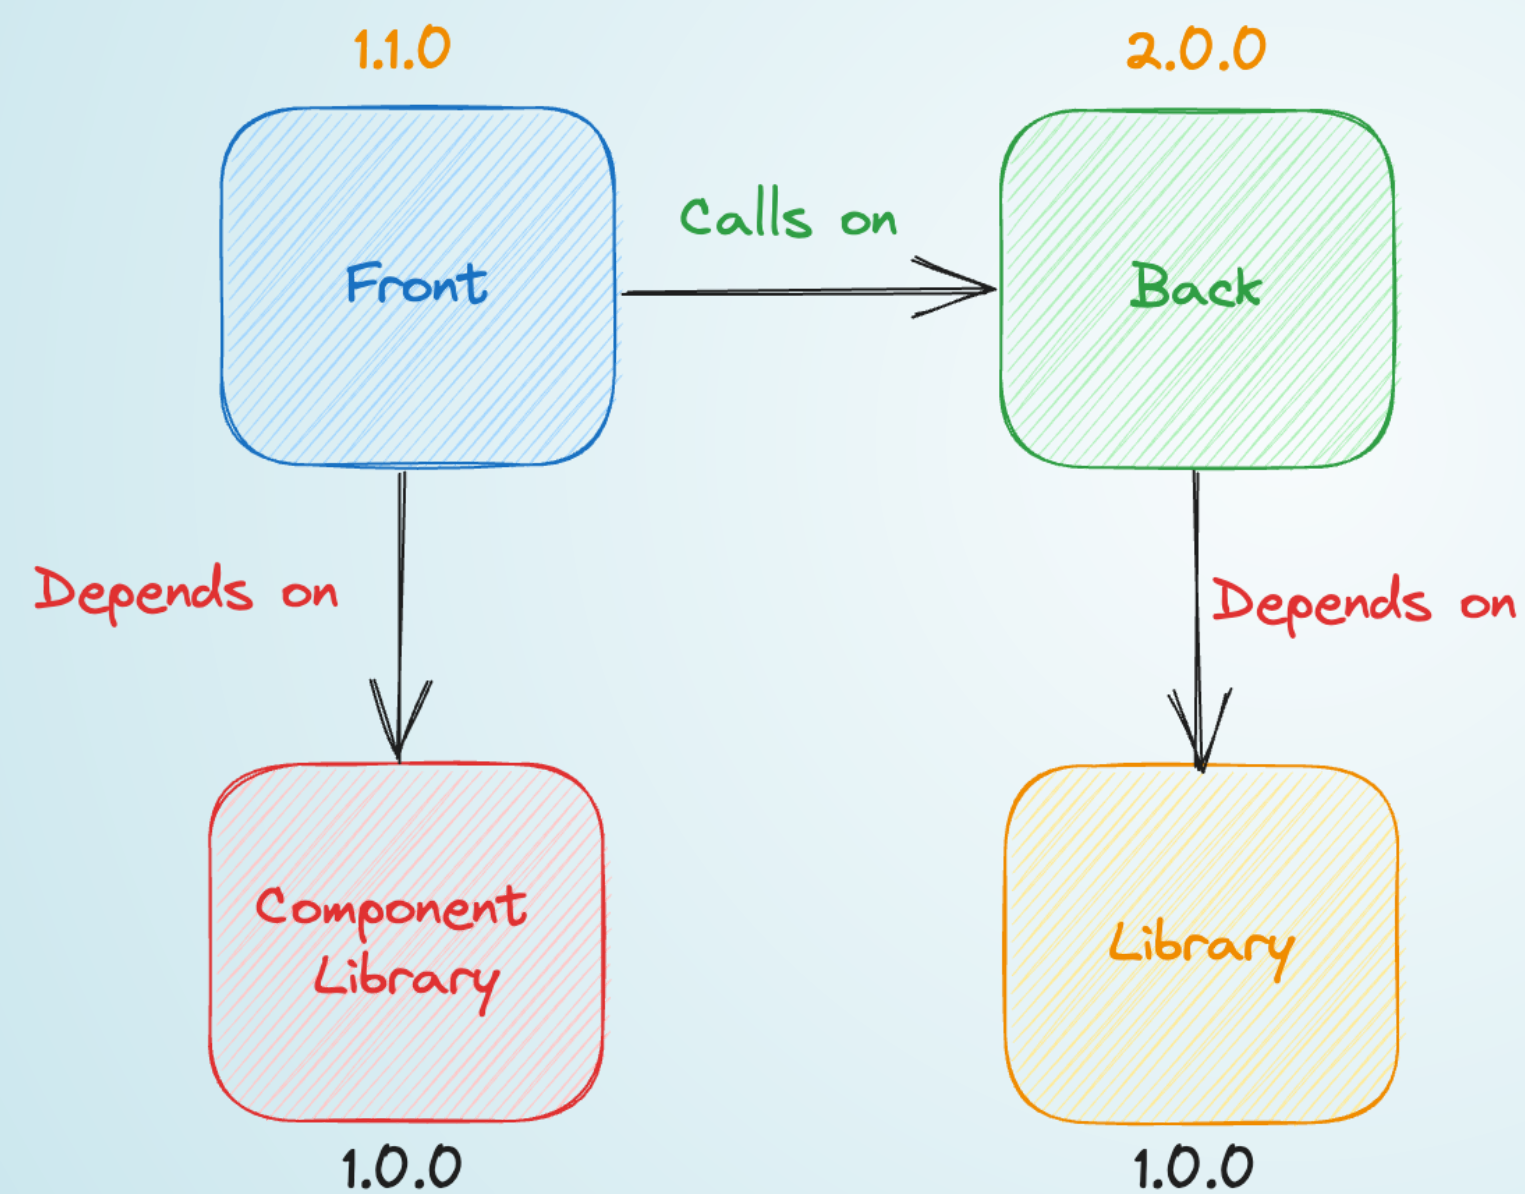 1.1.0
2.0.0
Calls on
Front
Back
Depends on
Depends on
Component
Library
Library
1.0.0
1.0.0